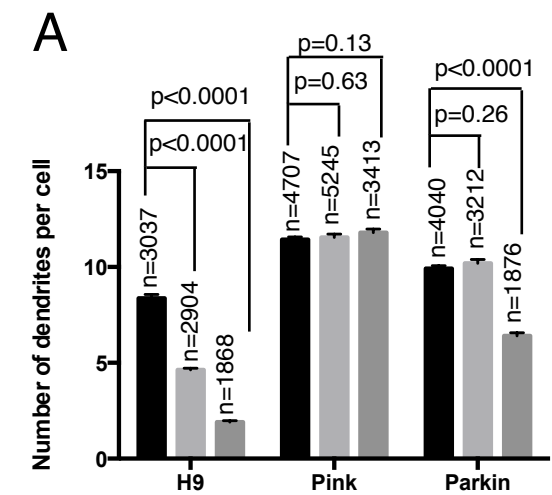 A
p=0.13
p<0.0001
p=0.63
p<0.0001
p=0.26
p<0.0001
n=3037
n=2904
n=1868
n=4707
n=5245
n=3413
n=4040
n=3212
n=1876
Number of dendrites per cell
15
10
5
0
H9
Pink
Parkin